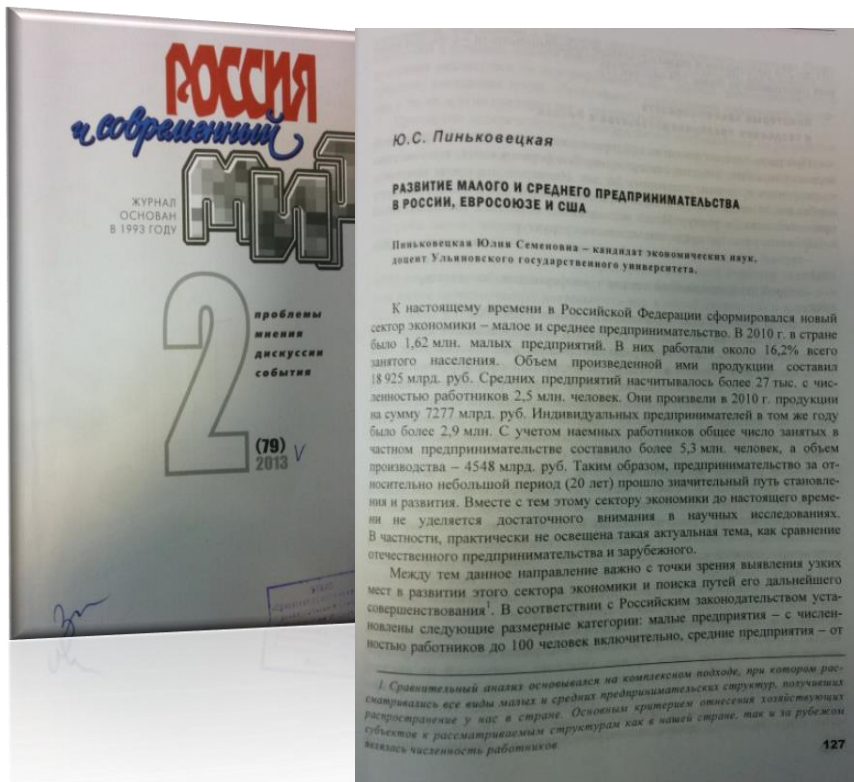 РОССИЯ
и современный
МИР
ЖУРНАЛ
ОСНОВАН
В 1993 ГОДУ
2
проблемы
мнения
дискуссии
события
(79)
2013
V
Ю.С. Пиньковецкая
РАЗВИТИЕ МАЛОГО И СРЕДНЕГО ПРЕДПРИНИМАТЕЛЬСТВА
В РОССИИ, ЕВРОСОЮЗЕ И США
Пиньковецкая Юлия Семеновна – кандидат экономических наук,
доцент Ульяновского государственного университета.
К настоящему времени в Российской Федерации сформировался новый
сектор экономики – малое и среднее предпринимательство. В 2010 г. в стране
было 1,62 млн. малых предприятий. В них работали около 16,2% всего
занятого населения. Объем произведенной ими продукции составил
18 925 млрд. руб. Средних предприятий насчитывалось более 27 тыс. с чис-
ленностью работников 2,5 млн. человек. Они произвели в 2010 г. продукции
на сумму 7277 млрд. руб. Индивидуальных предпринимателей в том же году
было более 2,9 млн. С учетом наемных работников общее число занятых в
частном предпринимательстве составило более 5,3 млн. человек, а объем
производства – 4548 млрд. руб. Таким образом, предпринимательство за от-
носительно небольшой период (20 лет) прошло значительный путь становле-
ния и развития. Вместе с тем этому сектору экономики до настоящего време-
ни не уделяется достаточного внимания в научных исследованиях.
В частности, практически не освещена такая актуальная тема, как сравнение
отечественного предпринимательства и зарубежного.
Между тем данное направление важно с точки зрения выявления узких
мест в развитии этого сектора экономики и поиска путей его дальнейшего
совершенствования1. В соответствии с Российским законодательством уста-
новлены следующие размерные категории: малые предприятия – с числен-
ностью работников до 100 человек включительно, средние предприятия – от
1. Сравнительный анализ основывался на комплексном подходе, при котором рас-
сматривались все виды малых и средних предпринимательских структур, получивших
распространение у нас в стране. Основным критерием отнесения хозяйствующих
субъектов к рассматриваемым структурам как в нашей стране, так и за рубежом
являлась численность работников.
127